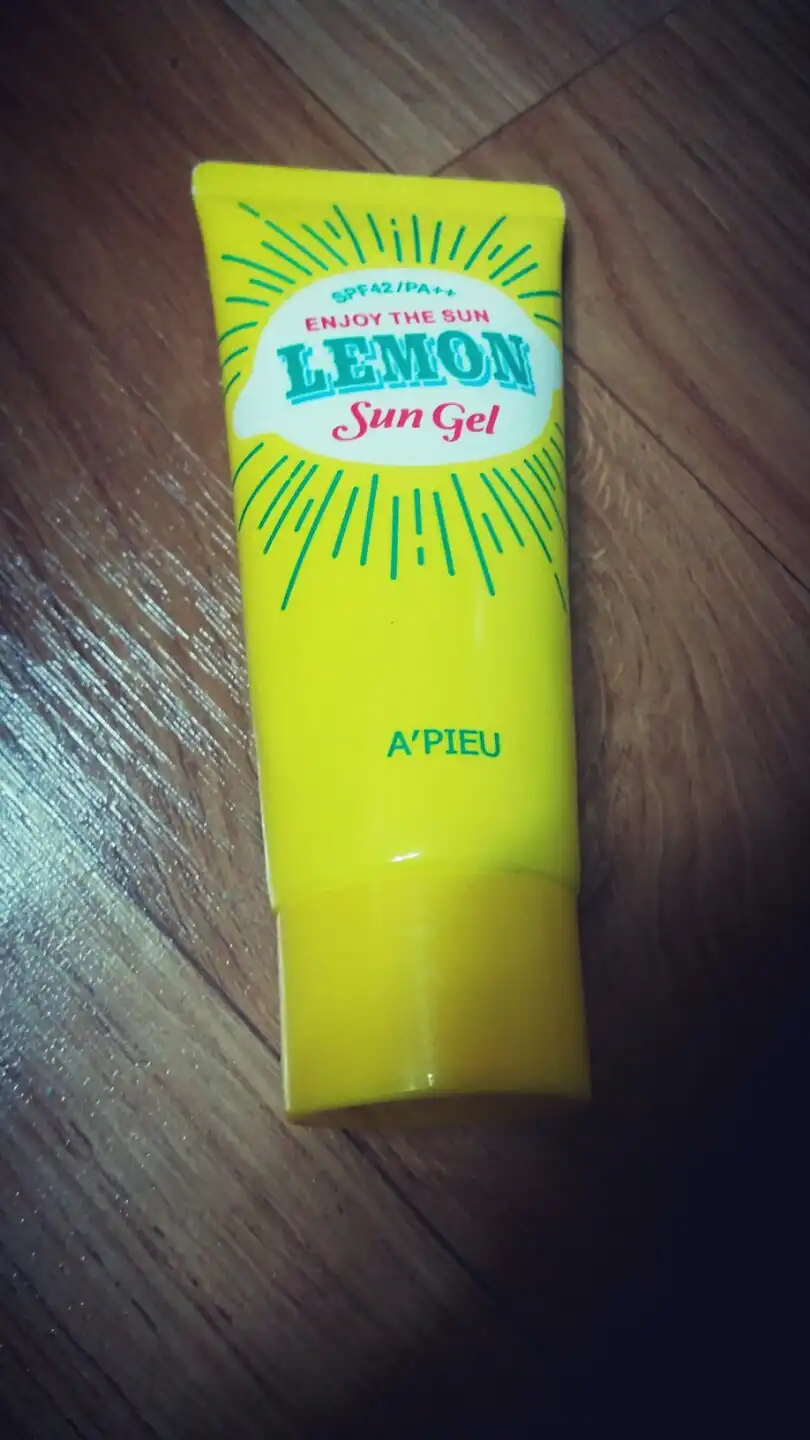 SPF42/PA++
ENJOY THE SUN
LEMON
Sun Gel
A'PIEU